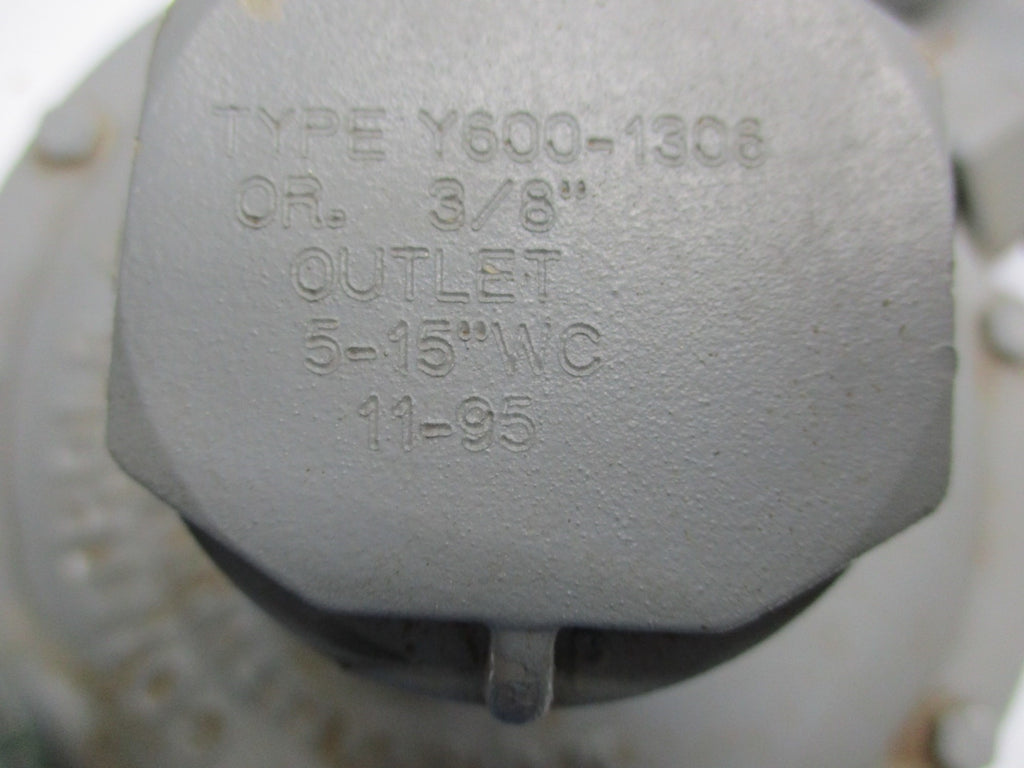 TYPE Y600-1306
OR. 3/8"
OUTLET
5-15"WC
11-95